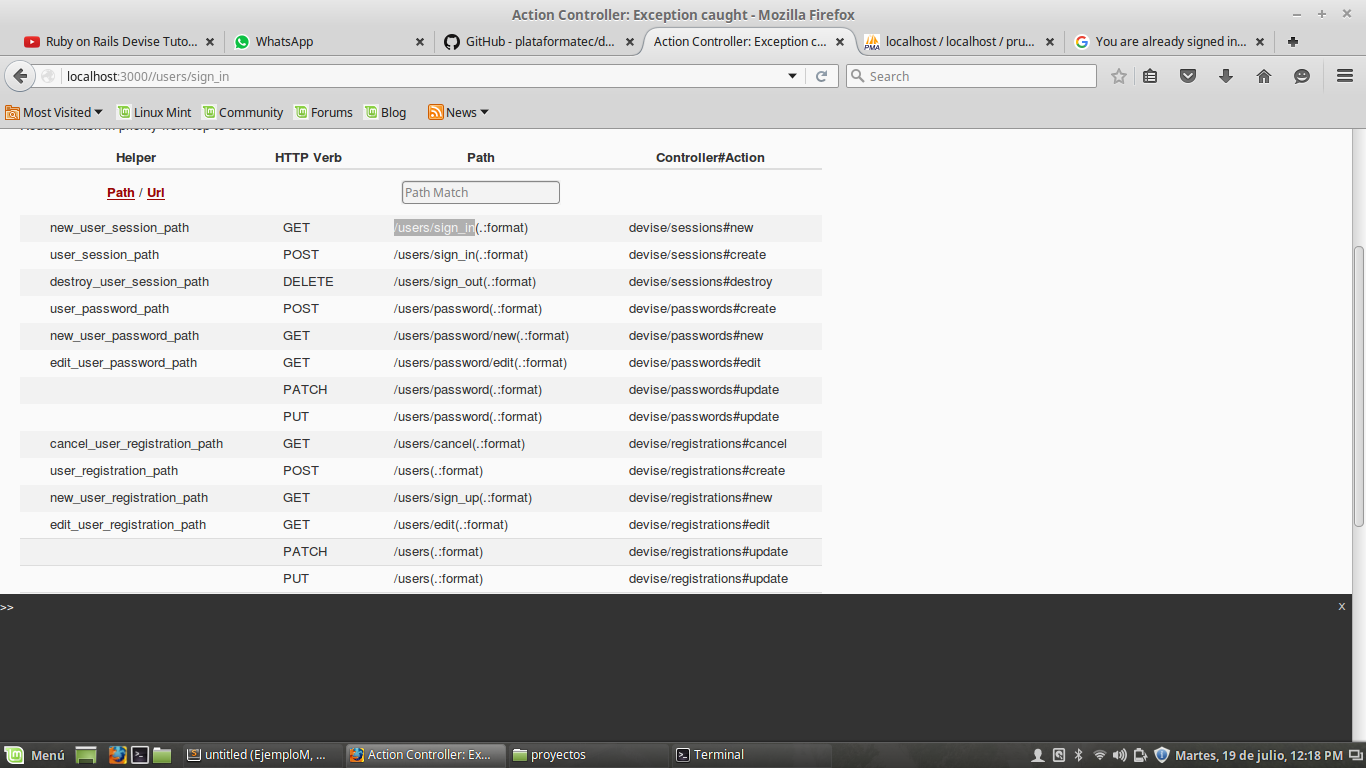 Action Controller: Exception caught - Mozilla Firefox
Ruby on Rails Devise Tuto... WhatsApp GitHub - plataformatec/d... Action Controller: Exception c... localhost / localhost / pru... You are already signed in...
localhost:3000//users/sign_in Search
Most Visited Linux Mint Community Forums Blog News
Routes match in priority from top to bottom
Helper HTTP Verb Path Controller#Action
Path / Url Path Match
new_user_session_path GET /users/sign_in(.:format) devise/sessions#new
user_session_path POST /users/sign_in(.:format) devise/sessions#create
destroy_user_session_path DELETE /users/sign_out(.:format) devise/sessions#destroy
user_password_path POST /users/password(.:format) devise/passwords#create
new_user_password_path GET /users/password/new(.:format) devise/passwords#new
edit_user_password_path GET /users/password/edit(.:format) devise/passwords#edit
PATCH /users/password(.:format) devise/passwords#update
PUT /users/password(.:format) devise/passwords#update
cancel_user_registration_path GET /users/cancel(.:format) devise/registrations#cancel
user_registration_path POST /users(.:format) devise/registrations#create
new_user_registration_path GET /users/sign_up(.:format) devise/registrations#new
edit_user_registration_path GET /users/edit(.:format) devise/registrations#edit
PATCH /users(.:format) devise/registrations#update
PUT /users(.:format) devise/registrations#update
>> x
Menú untitled (EjemploM, ... Action Controller: Ex... proyectos Terminal Martes, 19 de julio, 12:18 PM